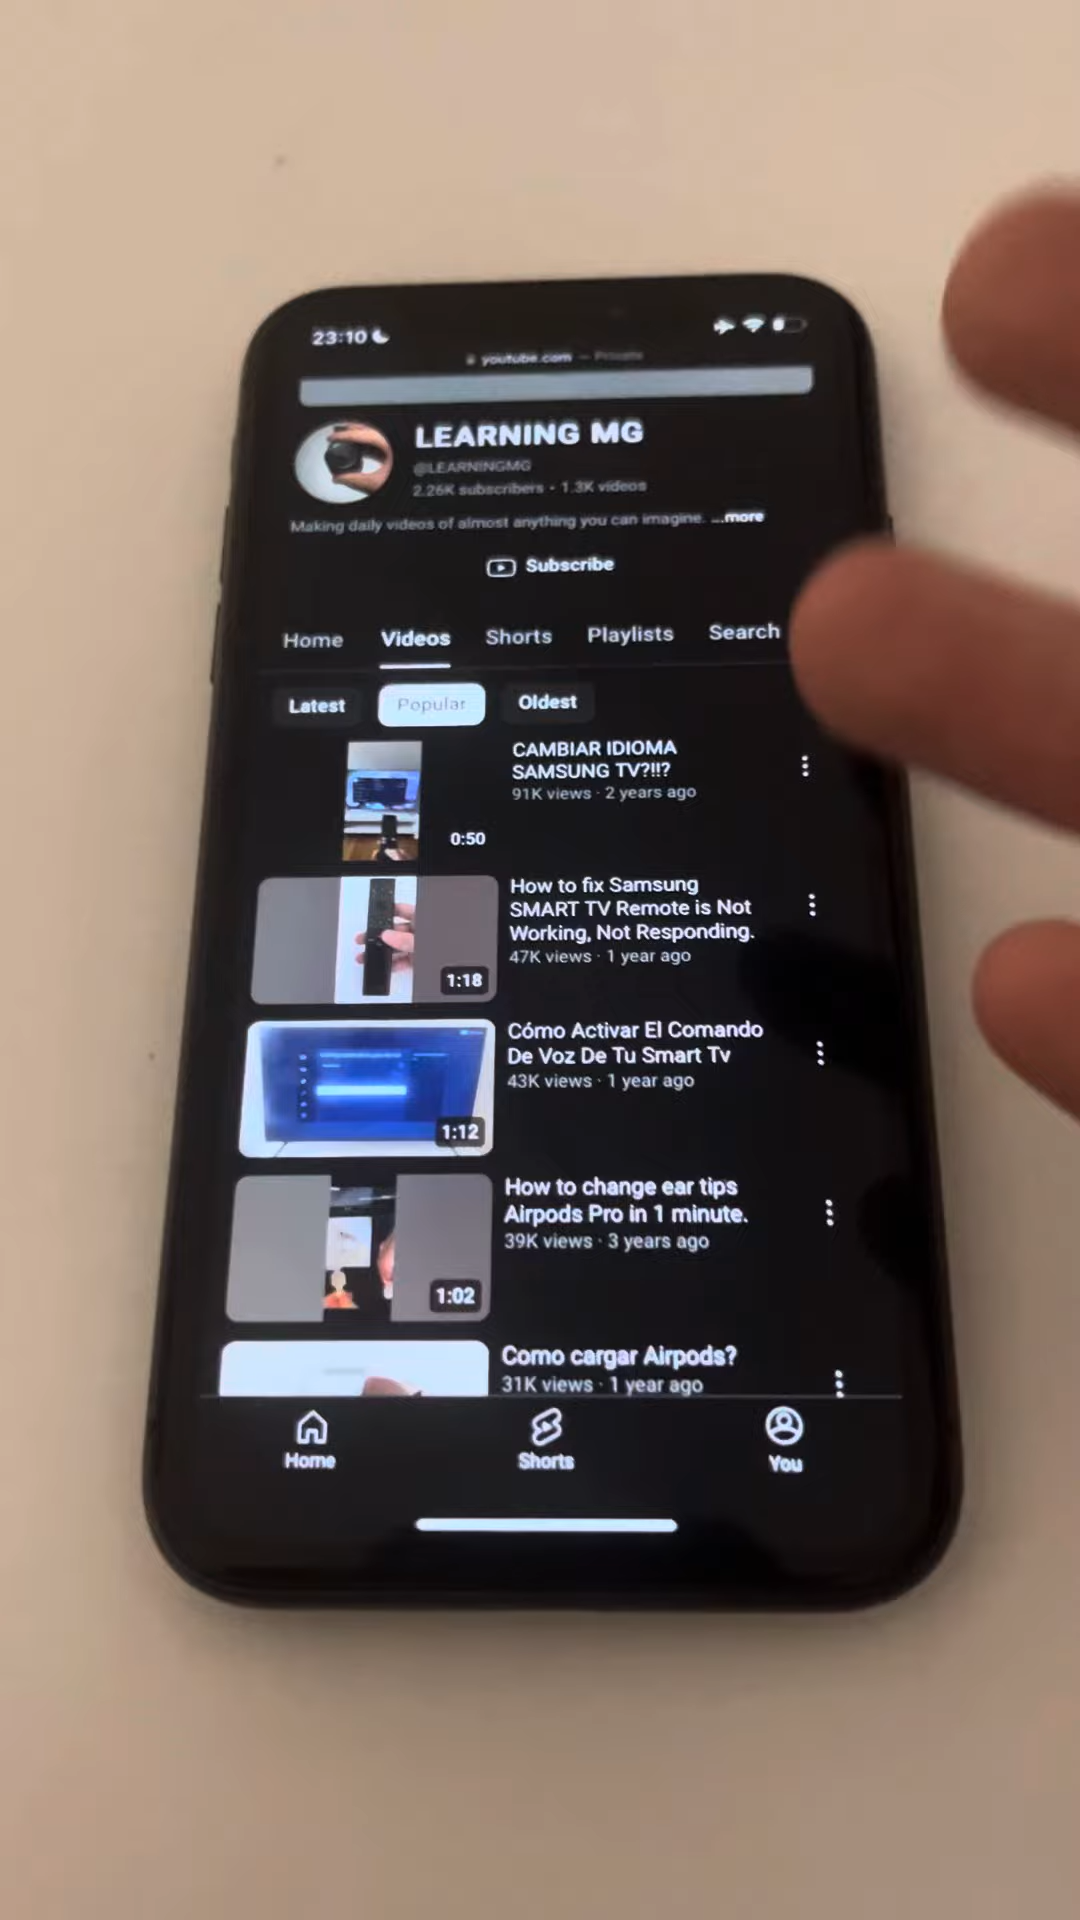 23:10
youtube.com — Private
LEARNING MG
@LEARNINGMG
2.26K subscribers • 1.3K videos
Making daily videos of almost anything you can imagine. ...more
Subscribe
Home Videos Shorts Playlists Search
Latest Popular Oldest
CAMBIAR IDIOMA
SAMSUNG TV?!!?
91K views · 2 years ago
0:50
How to fix Samsung
SMART TV Remote is Not
Working, Not Responding.
47K views · 1 year ago
1:18
Cómo Activar El Comando
De Voz De Tu Smart Tv
43K views · 1 year ago
1:12
How to change ear tips
Airpods Pro in 1 minute.
39K views · 3 years ago
1:02
Como cargar Airpods?
31K views · 1 year ago
Home Shorts You